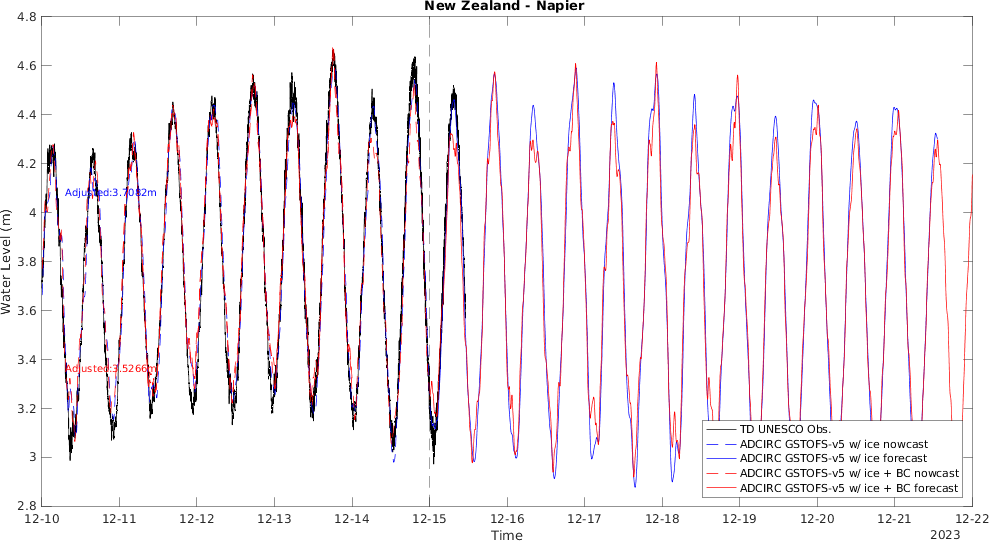 New Zealand - Napier
4.8
4.6
4.4
4.2
4
3.8
3.6
3.4
3.2
3
2.8
Water Level (m)
Adjusted:3.7082m
Adjusted:3.5266m
TD UNESCO Obs.
ADCIRC GSTOFS-v5 w/ ice nowcast
ADCIRC GSTOFS-v5 w/ ice forecast
ADCIRC GSTOFS-v5 w/ ice + BC nowcast
ADCIRC GSTOFS-v5 w/ ice + BC forecast
12-10 12-11 12-12 12-13 12-14 12-15 12-16 12-17 12-18 12-19 12-20 12-21 12-22
Time
2023